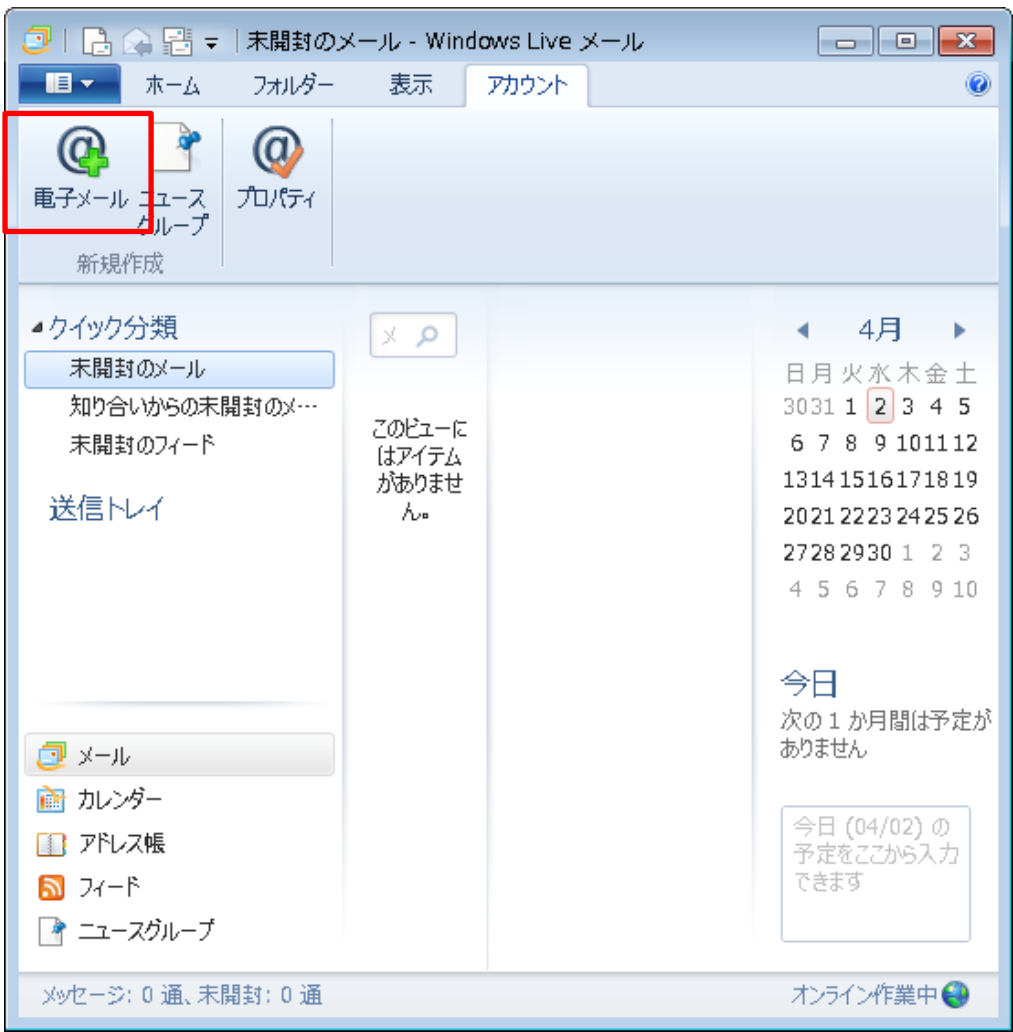 未開封のメール - Windows Live メール
ホーム フォルダー 表示 アカウント
電子メール
ニュース
グループ
プロパティ
新規作成
クイック分類
未開封のメール
知り合いからの未開封のメ…
未開封のフィード
送信トレイ
メール
カレンダー
アドレス帳
フィード
ニュースグループ
メ
このビューに
はアイテム
がありませ
ん。
4月
日 月 火 水 木 金 土
30 31 1 2 3 4 5
6 7 8 9 10 11 12
13 14 15 16 17 18 19
20 21 22 23 24 25 26
27 28 29 30 1 2 3
4 5 6 7 8 9 10
今日
次の 1 か月間は予定が
ありません
今日 (04/02) の
予定をここから入力
できます
メッセージ: 0 通、未開封: 0 通
オンライン作業中